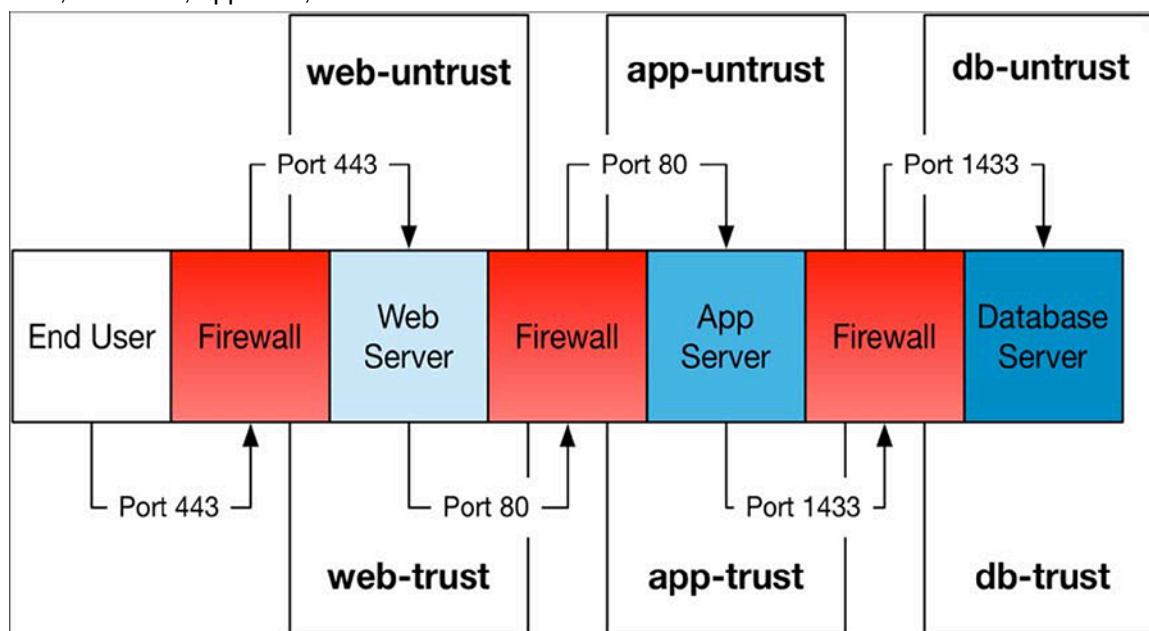 web-untrust
app-untrust
db-untrust
Port 443
Port 80
Port 1433
End User
Firewall
Web
Server
Firewall
App
Server
Firewall
Database
Server
Port 443
Port 80
Port 1433
web-trust
app-trust
db-trust